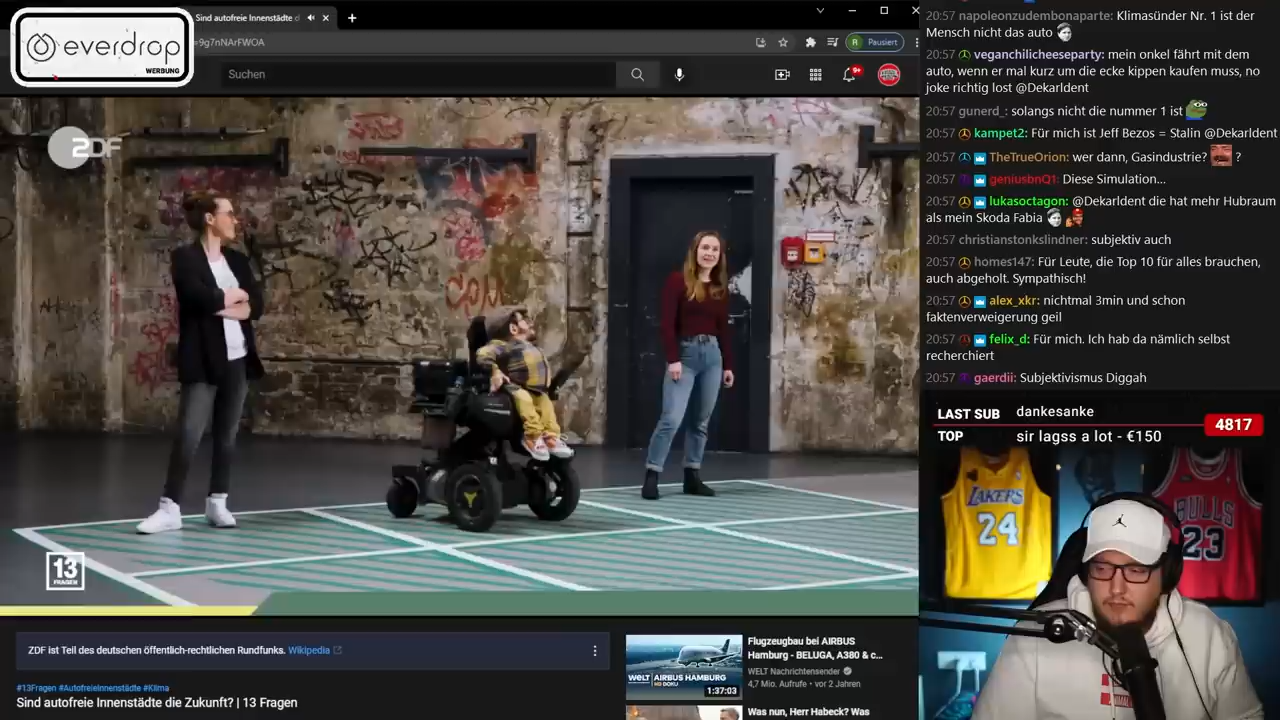 everdrop
WERBUNG
Sind autofreie Innenstädte d
=9g7nNArFWOA
Pausiert
R
Suchen
9+
ZDF
13
FRAGEN
ZDF ist Teil des deutschen öffentlich-rechtlichen Rundfunks. Wikipedia
#13Fragen #AutofreieInnenstädte #Klima
Sind autofreie Innenstädte die Zukunft? | 13 Fragen
WELT AIRBUS HAMBURG
HD DOKU
1:37:03
Flugzeugbau bei AIRBUS
Hamburg - BELUGA, A380 & c...
WELT Nachrichtensender
4,7 Mio. Aufrufe • vor 2 Jahren
Was nun, Herr Habeck? Was
20:57 napoleonzudembonaparte: Klimasünder Nr. 1 ist der
Mensch nicht das auto
20:57 veganchilicheeseparty: mein onkel fährt mit dem
auto, wenn er mal kurz um die ecke kippen kaufen muss, no
joke richtig lost @Dekarldent
20:57 gunerd_: solangs nicht die nummer 1 ist
20:57 kampet2: Für mich ist Jeff Bezos = Stalin @Dekarldent
20:57 TheTrueOrion: wer dann, Gasindustrie? ?
20:57 geniusbnQ1: Diese Simulation...
20:57 lukasoctagon: @Dekarldent die hat mehr Hubraum
als mein Skoda Fabia
20:57 christianstonkslindner: subjektiv auch
20:57 homes147: Für Leute, die Top 10 für alles brauchen,
auch abgeholt. Sympathisch!
20:57 alex_xkr: nichtmal 3min und schon
faktenverweigerung geil
20:57 felix_d: Für mich. Ich hab da nämlich selbst
recherchiert
20:57 gaerdii: Subjektivismus Diggah
LAST SUB dankesanke
TOP sir lagss a lot - €150
4817
LAKERS
24
BULLS
23